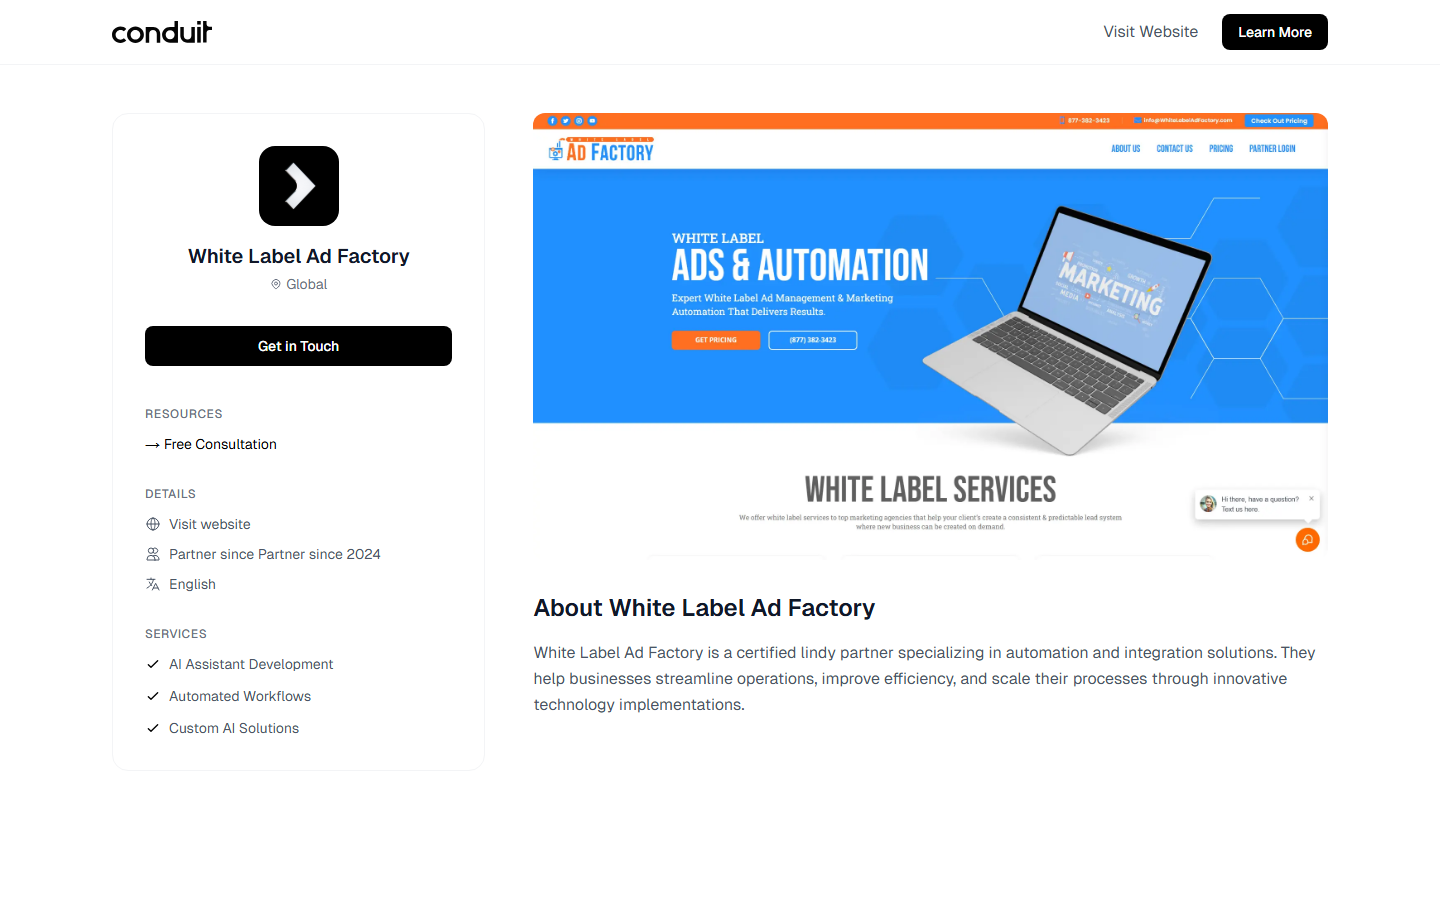 conduit
Visit Website
Learn More
White Label Ad Factory
Global
Get in Touch
RESOURCES
→ Free Consultation
DETAILS
Visit website
Partner since Partner since 2024
English
SERVICES
AI Assistant Development
Automated Workflows
Custom AI Solutions
877-382-3423
Info@WhiteLabelAdFactory.com
Check Out Pricing
WHITE LABEL
AD FACTORY
ABOUT US
CONTACT US
PRICING
PARTNER LOGIN
WHITE LABEL
ADS & AUTOMATION
Expert White Label Ad Management & Marketing
Automation That Delivers Results.
GET PRICING
(877) 382-3423
MARKETING
MEDIA
WHITE LABEL SERVICES
We offer white label services to top marketing agencies that help your client's create a consistent & predictable lead system
where new business can be created on demand.
Hi there, have a question?
Text us here.
About White Label Ad Factory
White Label Ad Factory is a certified lindy partner specializing in automation and integration solutions. They
help businesses streamline operations, improve efficiency, and scale their processes through innovative
technology implementations.